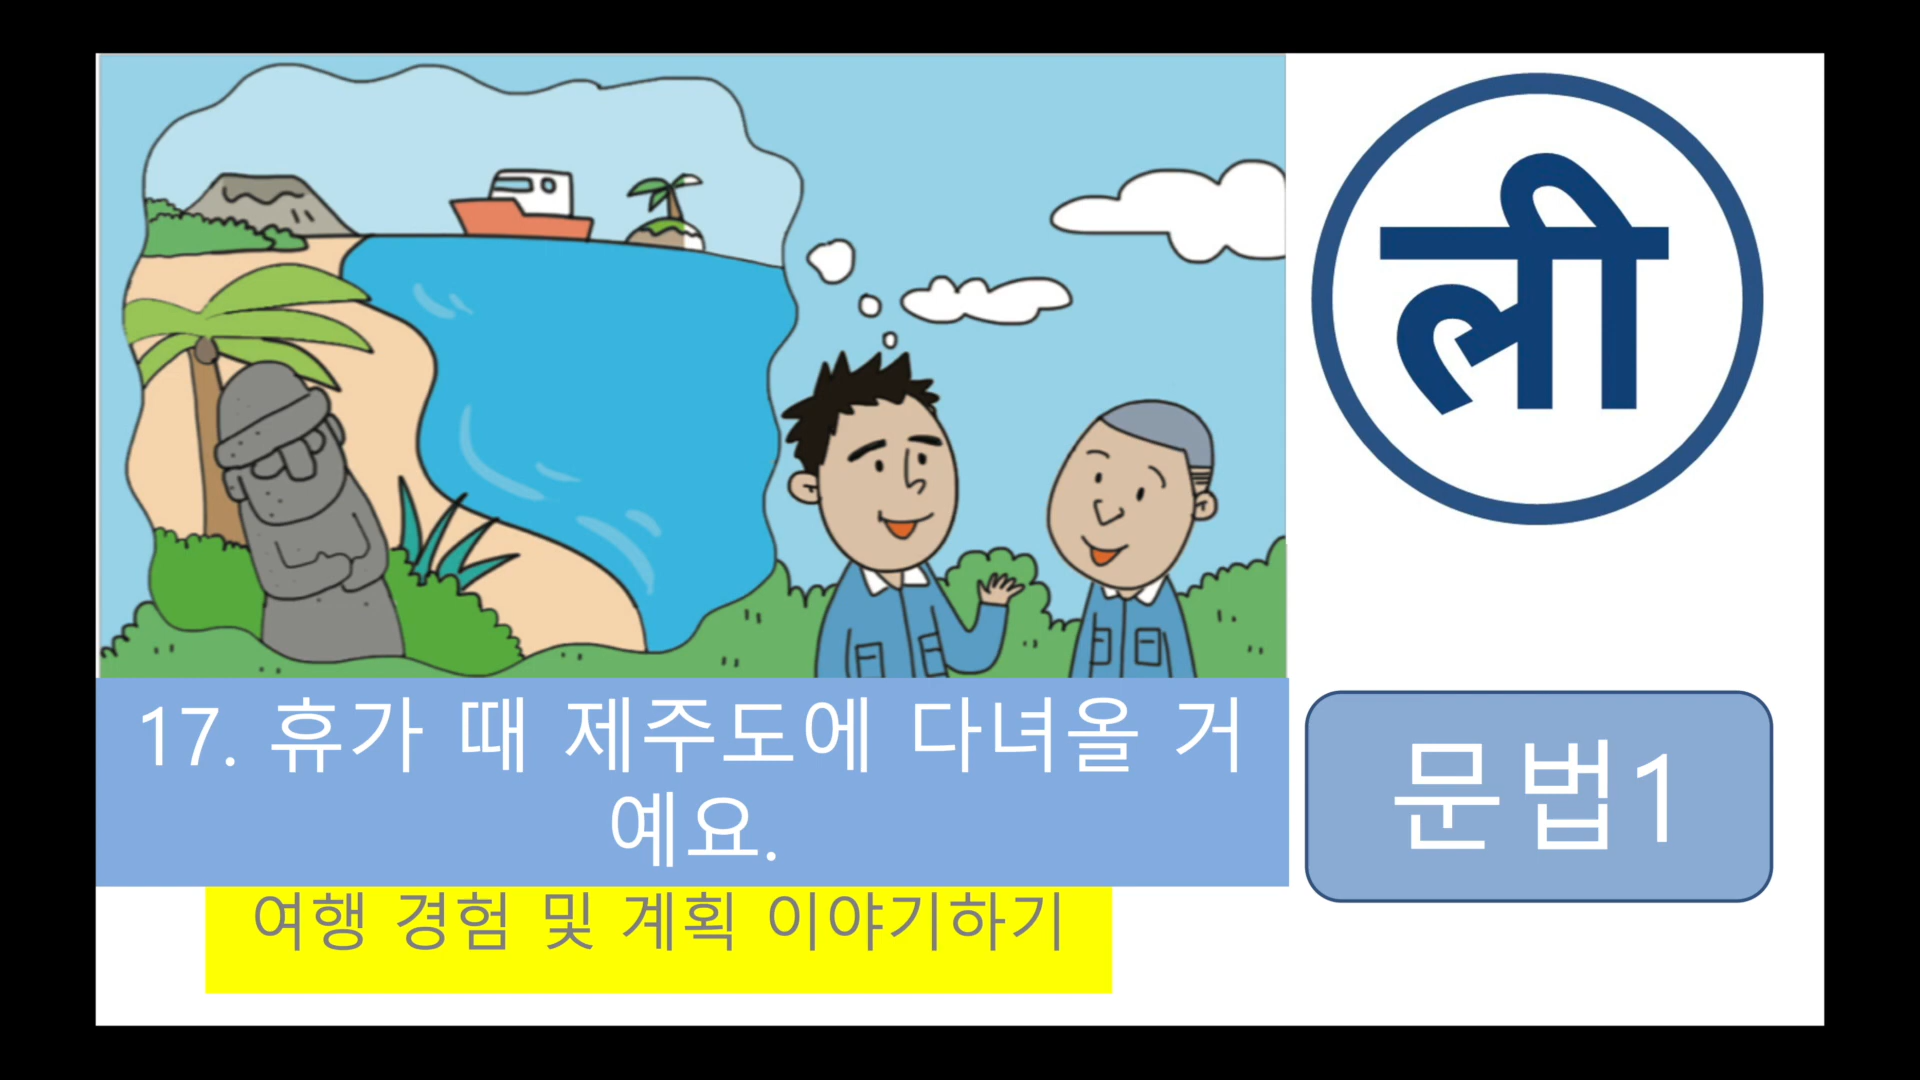 ली
17. 휴가 때 제주도에 다녀올 거
예요.
문법1
여행 경험 및 계획 이야기하기